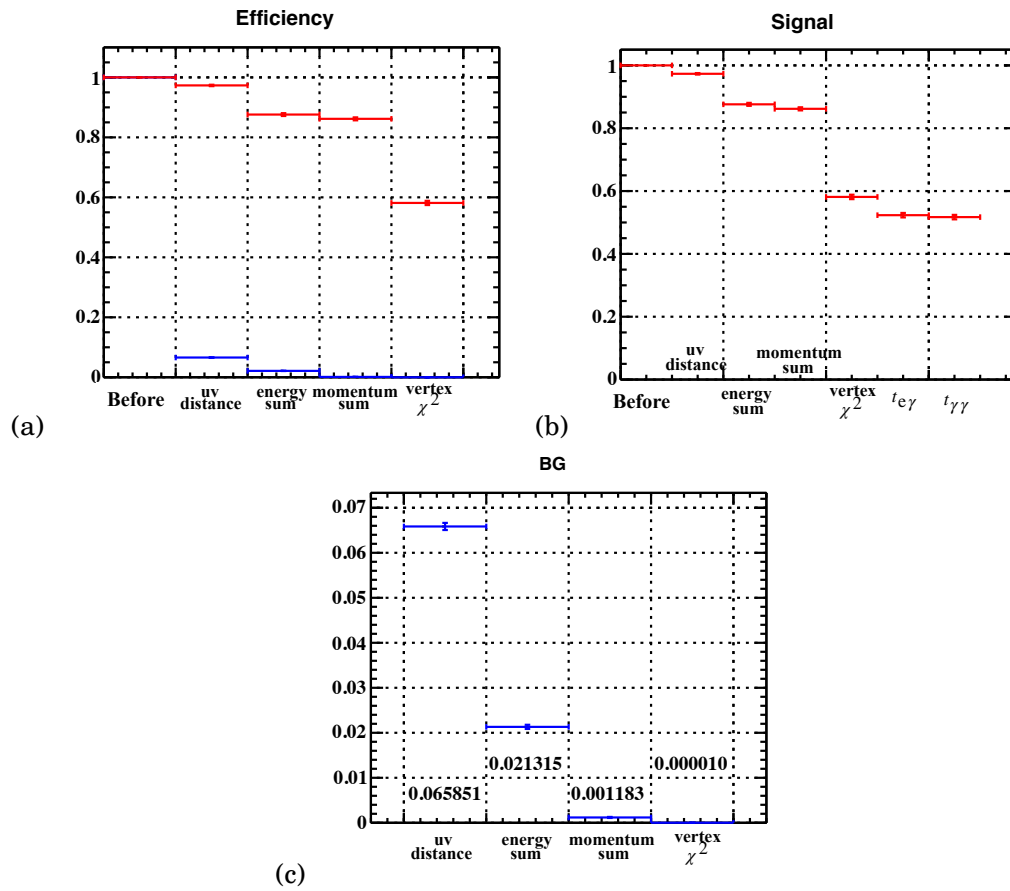 Efficiency
1
0.8
0.6
0.4
0.2
0
Before
uv
distance
energy
sum
momentum
sum
vertex
χ2
(a)
Signal
1
0.8
0.6
0.4
0.2
0
uv
distance
momentum
sum
Before
energy
sum
vertex
χ2
teγ
tγγ
(b)
BG
0.07
0.06
0.05
0.04
0.03
0.02
0.01
0
0.065851
0.021315
0.001183
0.000010
uv
distance
energy
sum
momentum
sum
vertex
χ2
(c)